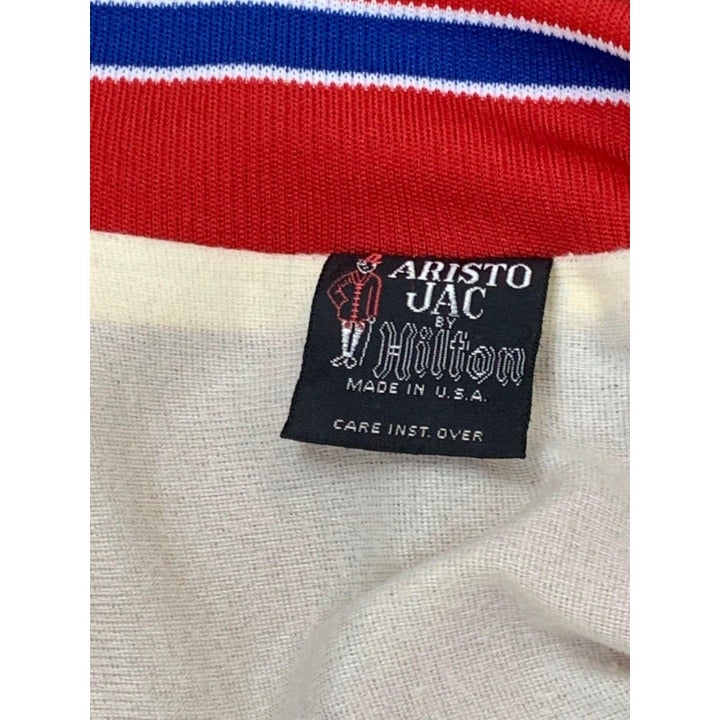 ARISTO
JAC
BY
Hilton
MADE IN U.S.A.
CARE INST. OVER